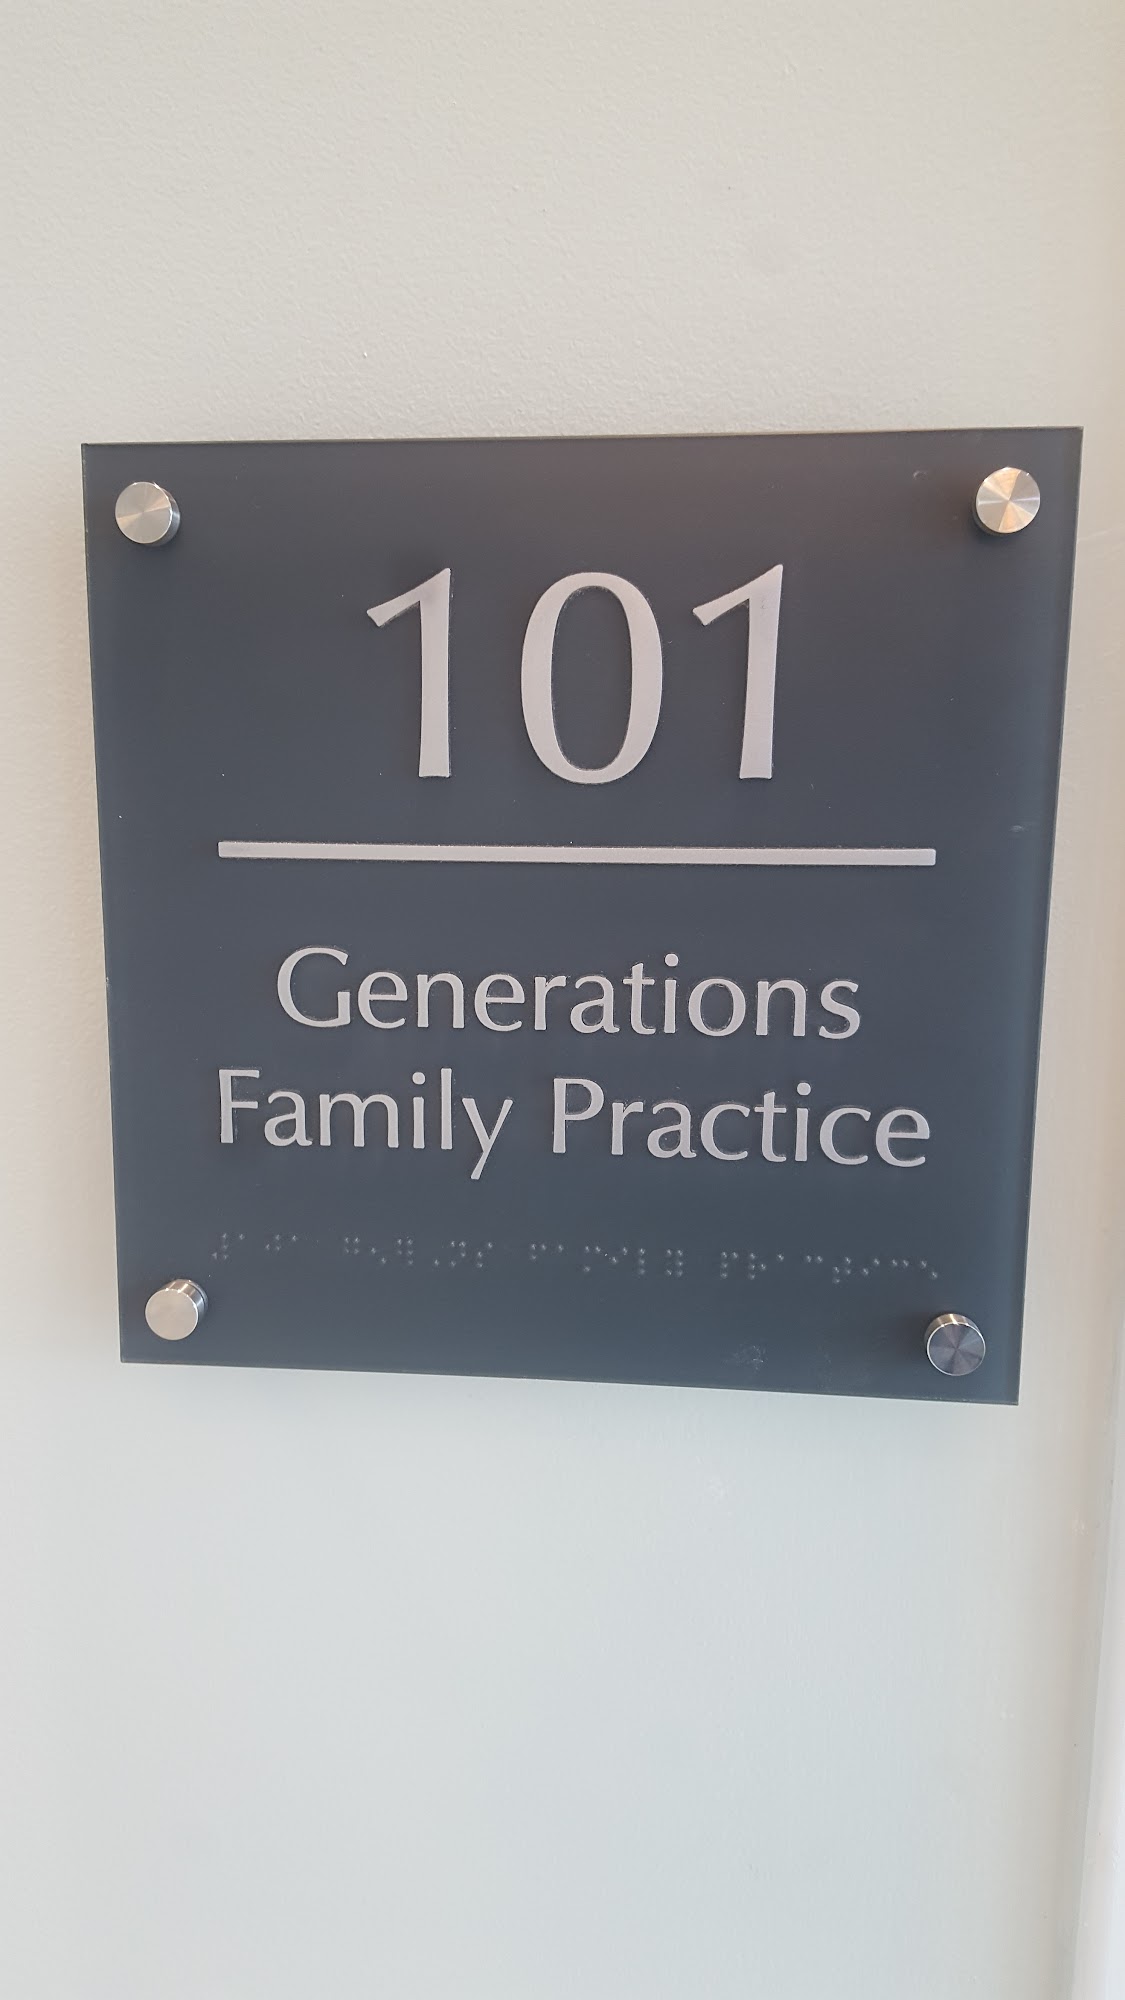 101
Generations
Family Practice